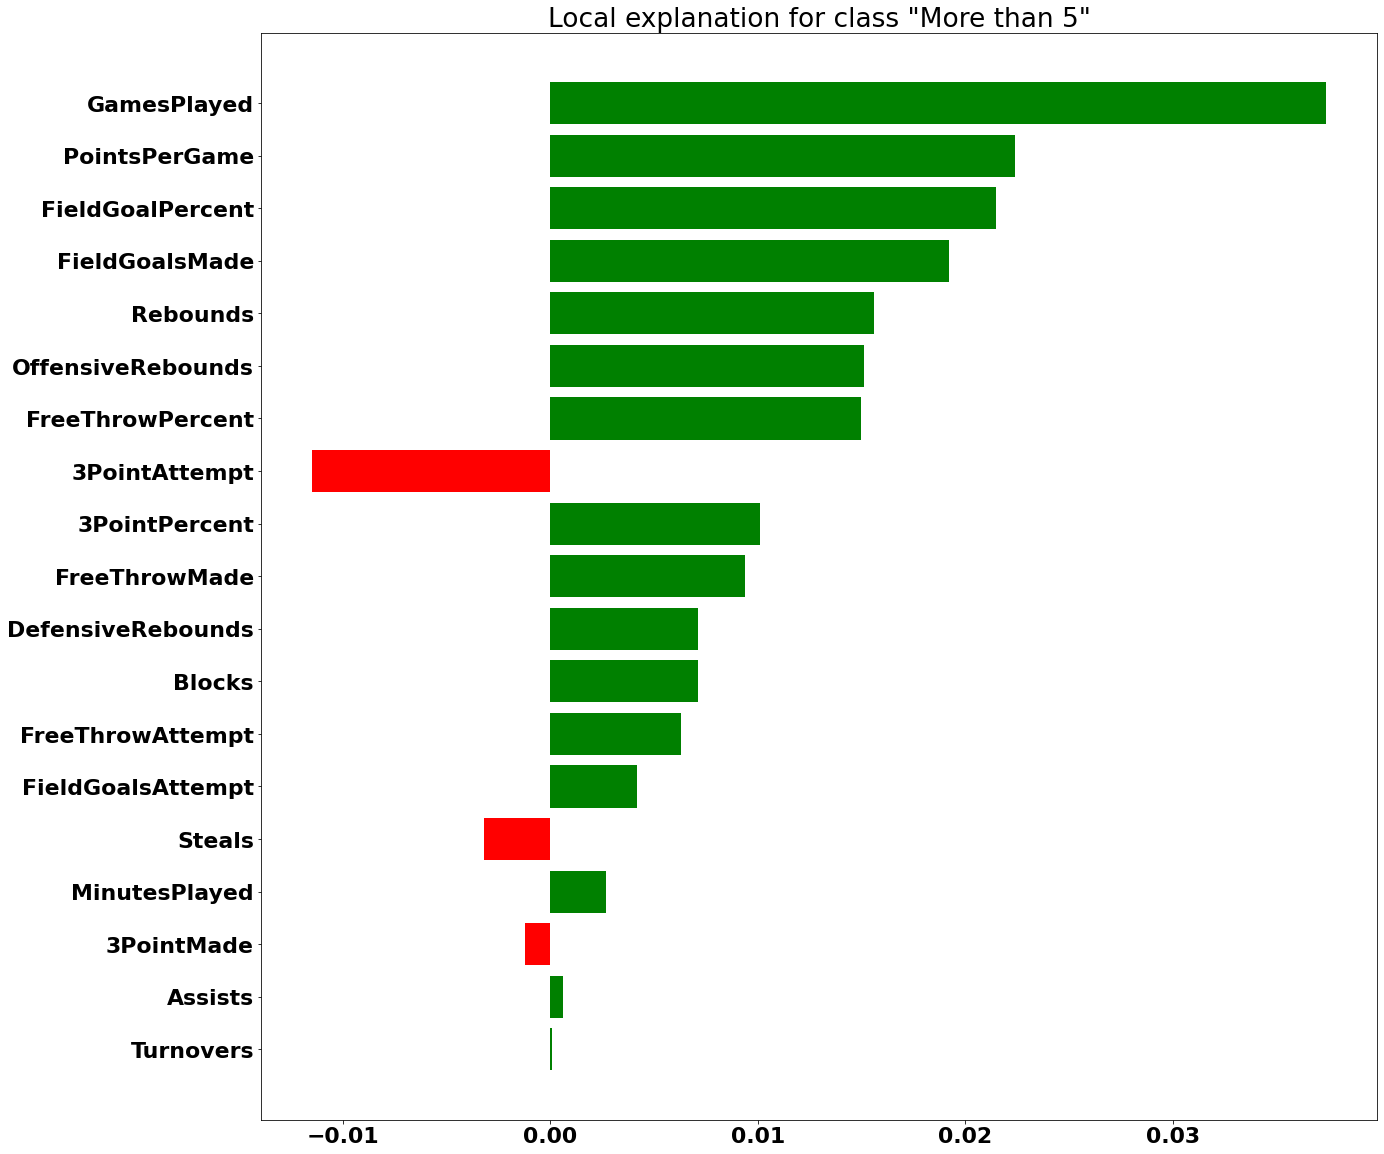 Local explanation for class "More than 5"
GamesPlayed
PointsPerGame
FieldGoalPercent
FieldGoalsMade
Rebounds
OffensiveRebounds
FreeThrowPercent
3PointAttempt
3PointPercent
FreeThrowMade
DefensiveRebounds
Blocks
FreeThrowAttempt
FieldGoalsAttempt
Steals
MinutesPlayed
3PointMade
Assists
Turnovers
−0.01 0.00 0.01 0.02 0.03